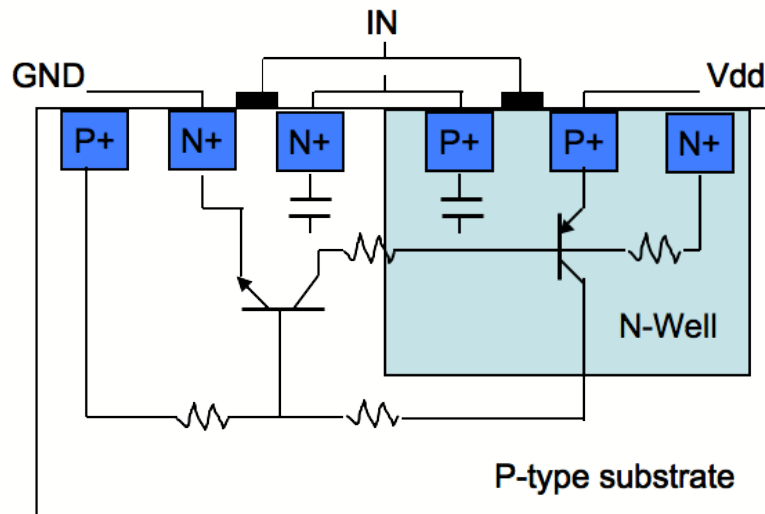 IN
GND
Vdd
P+
N+
N+
P+
P+
N+
N-Well
P-type substrate